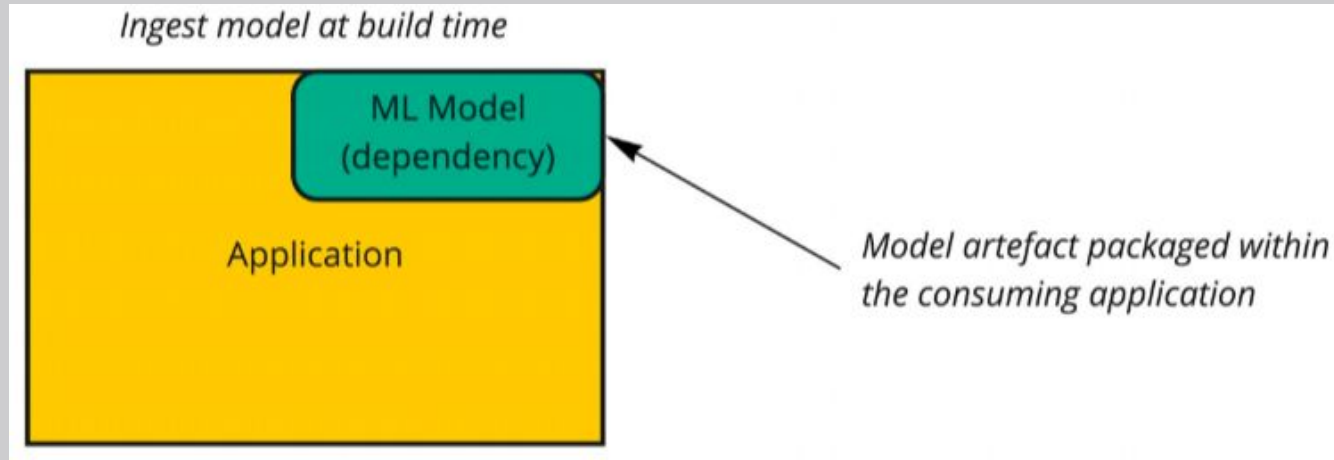 Ingest model at build time
ML Model
(dependency)
Application
Model artefact packaged within
the consuming application